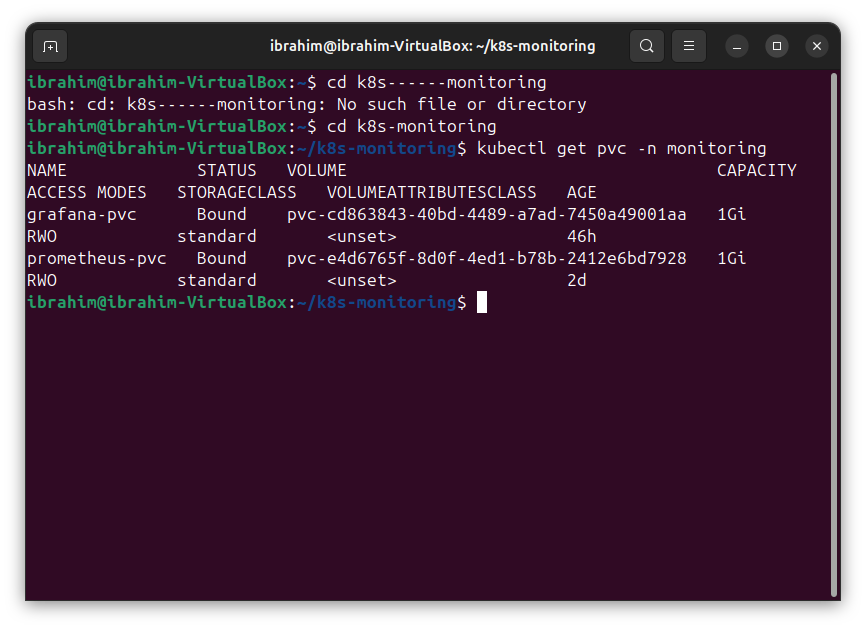 ibrahim@ibrahim-VirtualBox: ~/k8s-monitoring
ibrahim@ibrahim-VirtualBox:~$ cd k8s------monitoring
bash: cd: k8s------monitoring: No such file or directory
ibrahim@ibrahim-VirtualBox:~$ cd k8s-monitoring
ibrahim@ibrahim-VirtualBox:~/k8s-monitoring$ kubectl get pvc -n monitoring
NAME             STATUS   VOLUME                                     CAPACITY
ACCESS MODES   STORAGECLASS   VOLUMEATTRIBUTESCLASS   AGE
grafana-pvc      Bound    pvc-cd863843-40bd-4489-a7ad-7450a49001aa   1Gi
RWO            standard       <unset>                 46h
prometheus-pvc   Bound    pvc-e4d6765f-8d0f-4ed1-b78b-2412e6bd7928   1Gi
RWO            standard       <unset>                 2d
ibrahim@ibrahim-VirtualBox:~/k8s-monitoring$